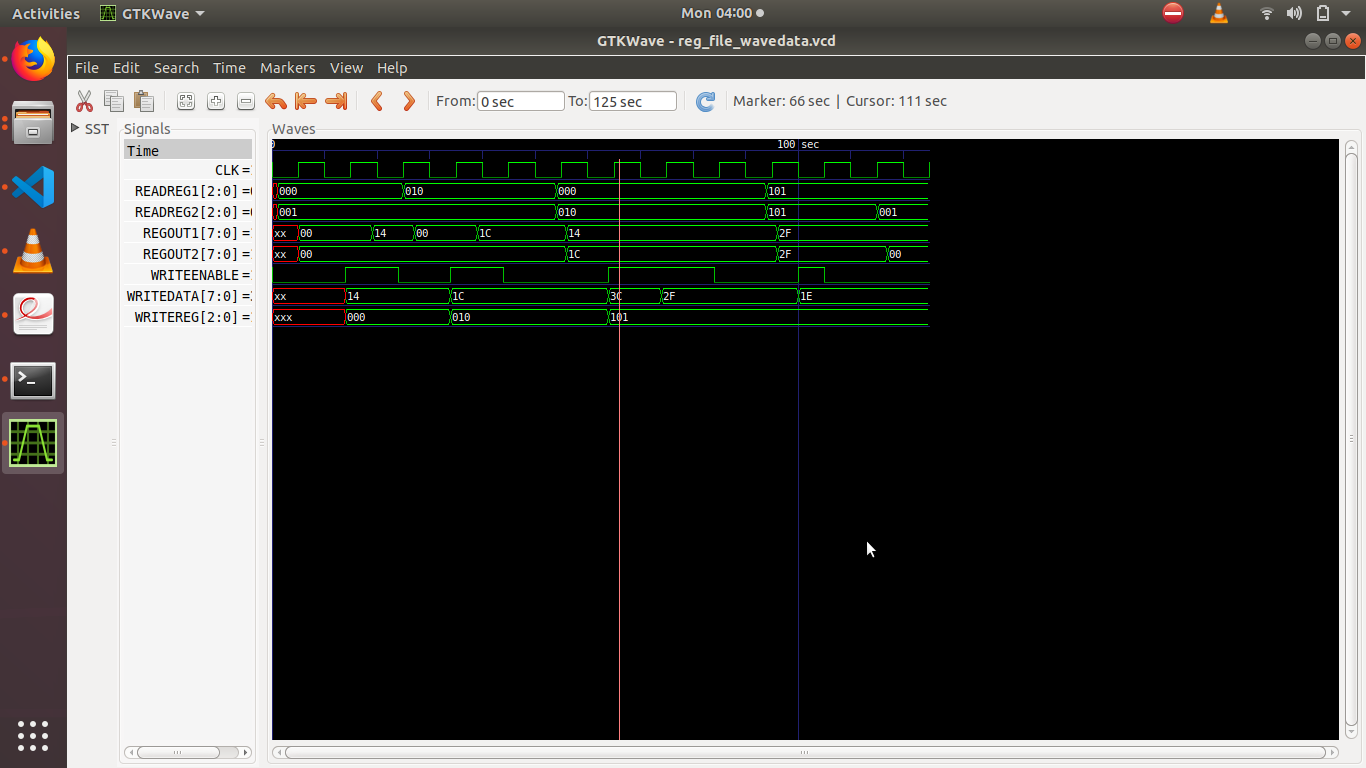 Activities GTKWave Mon 04:00
GTKWave - reg_file_wavedata.vcd
File Edit Search Time Markers View Help
From: 0 sec To: 125 sec Marker: 66 sec | Cursor: 111 sec
SST Signals Waves
Time 0 100 sec
CLK =
READREG1[2:0] = 000 010 000 101
READREG2[2:0] = 001 010 101 001
REGOUT1[7:0] = xx 00 14 00 1C 14 2F
REGOUT2[7:0] = xx 00 1C 2F 00
WRITEENABLE =
WRITEDATA[7:0] = xx 14 1C 3C 2F 1E
WRITEREG[2:0] = xxx 000 010 101